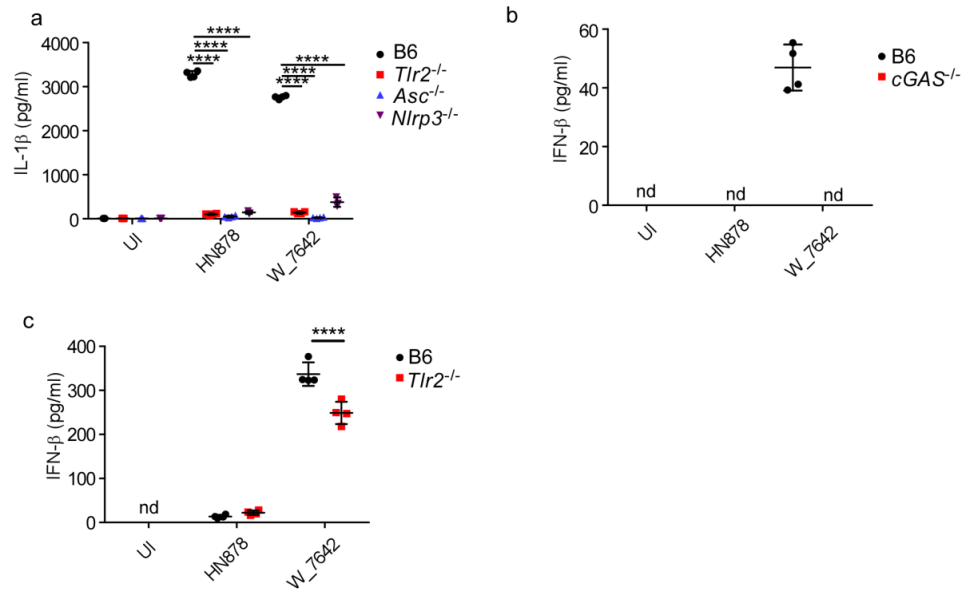 a
IL-1β (pg/ml)
4000
3000
2000
1000
0
****
****
****
****
****
****
UI
HN878
W_7642
B6
Tlr2-/-
Asc-/-
Nlrp3-/-
b
IFN-β (pg/ml)
60
40
20
0
nd
nd
nd
UI
HN878
W_7642
B6
cGAS-/-
c
IFN-β (pg/ml)
400
300
200
100
0
nd
****
UI
HN878
W_7642
B6
Tlr2-/-